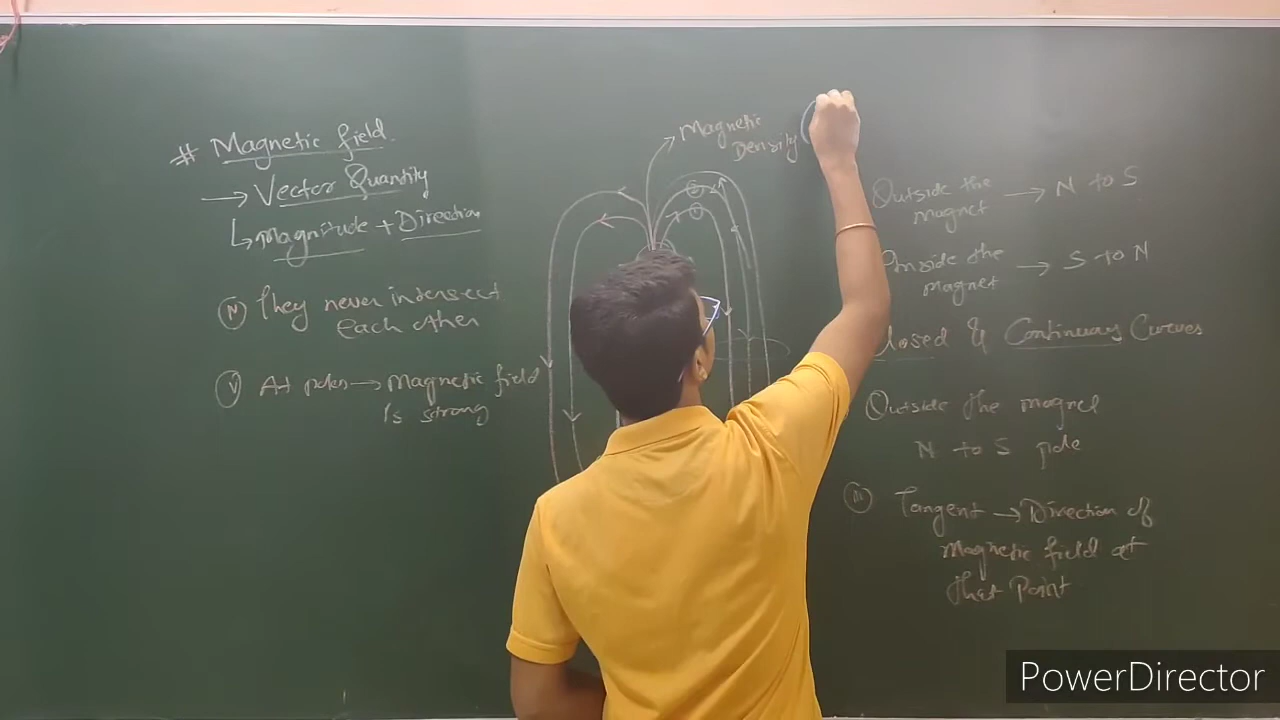 # Magnetic field.
→ Vector Quantity
↳ Magnitude + Direction
(IV) They never intersect
each other
(V) At poles → Magnetic field
is strong
Magnetic
Density (
Outside the
magnet → N to S
Inside the
magnet → S to N
Closed & Continuous Curves
Outside the magnet
N to S pole
(III) Tangent → Direction of
Magnetic field at
that Point
PowerDirector